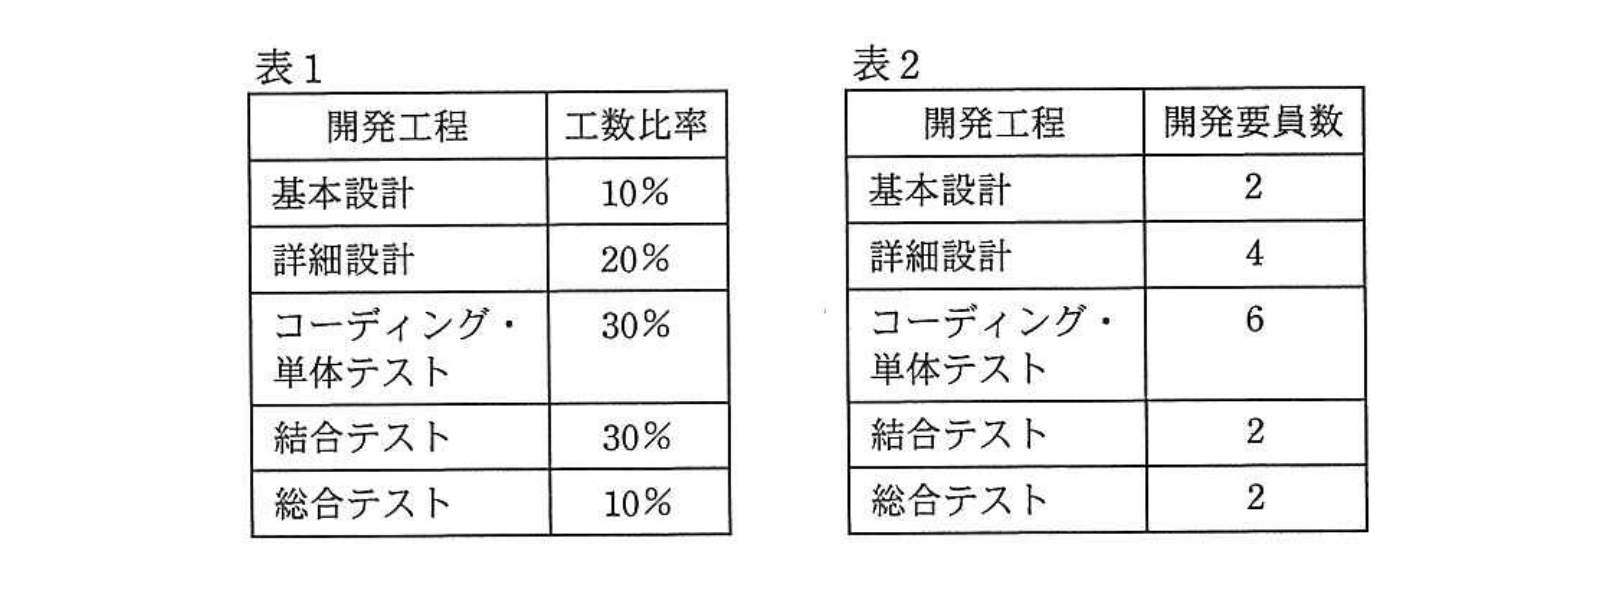 表1
開発工程 工数比率
基本設計 10%
詳細設計 20%
コーディング・ 30%
単体テスト
結合テスト 30%
総合テスト 10%
表2
開発工程 開発要員数
基本設計 2
詳細設計 4
コーディング・ 6
単体テスト
結合テスト 2
総合テスト 2